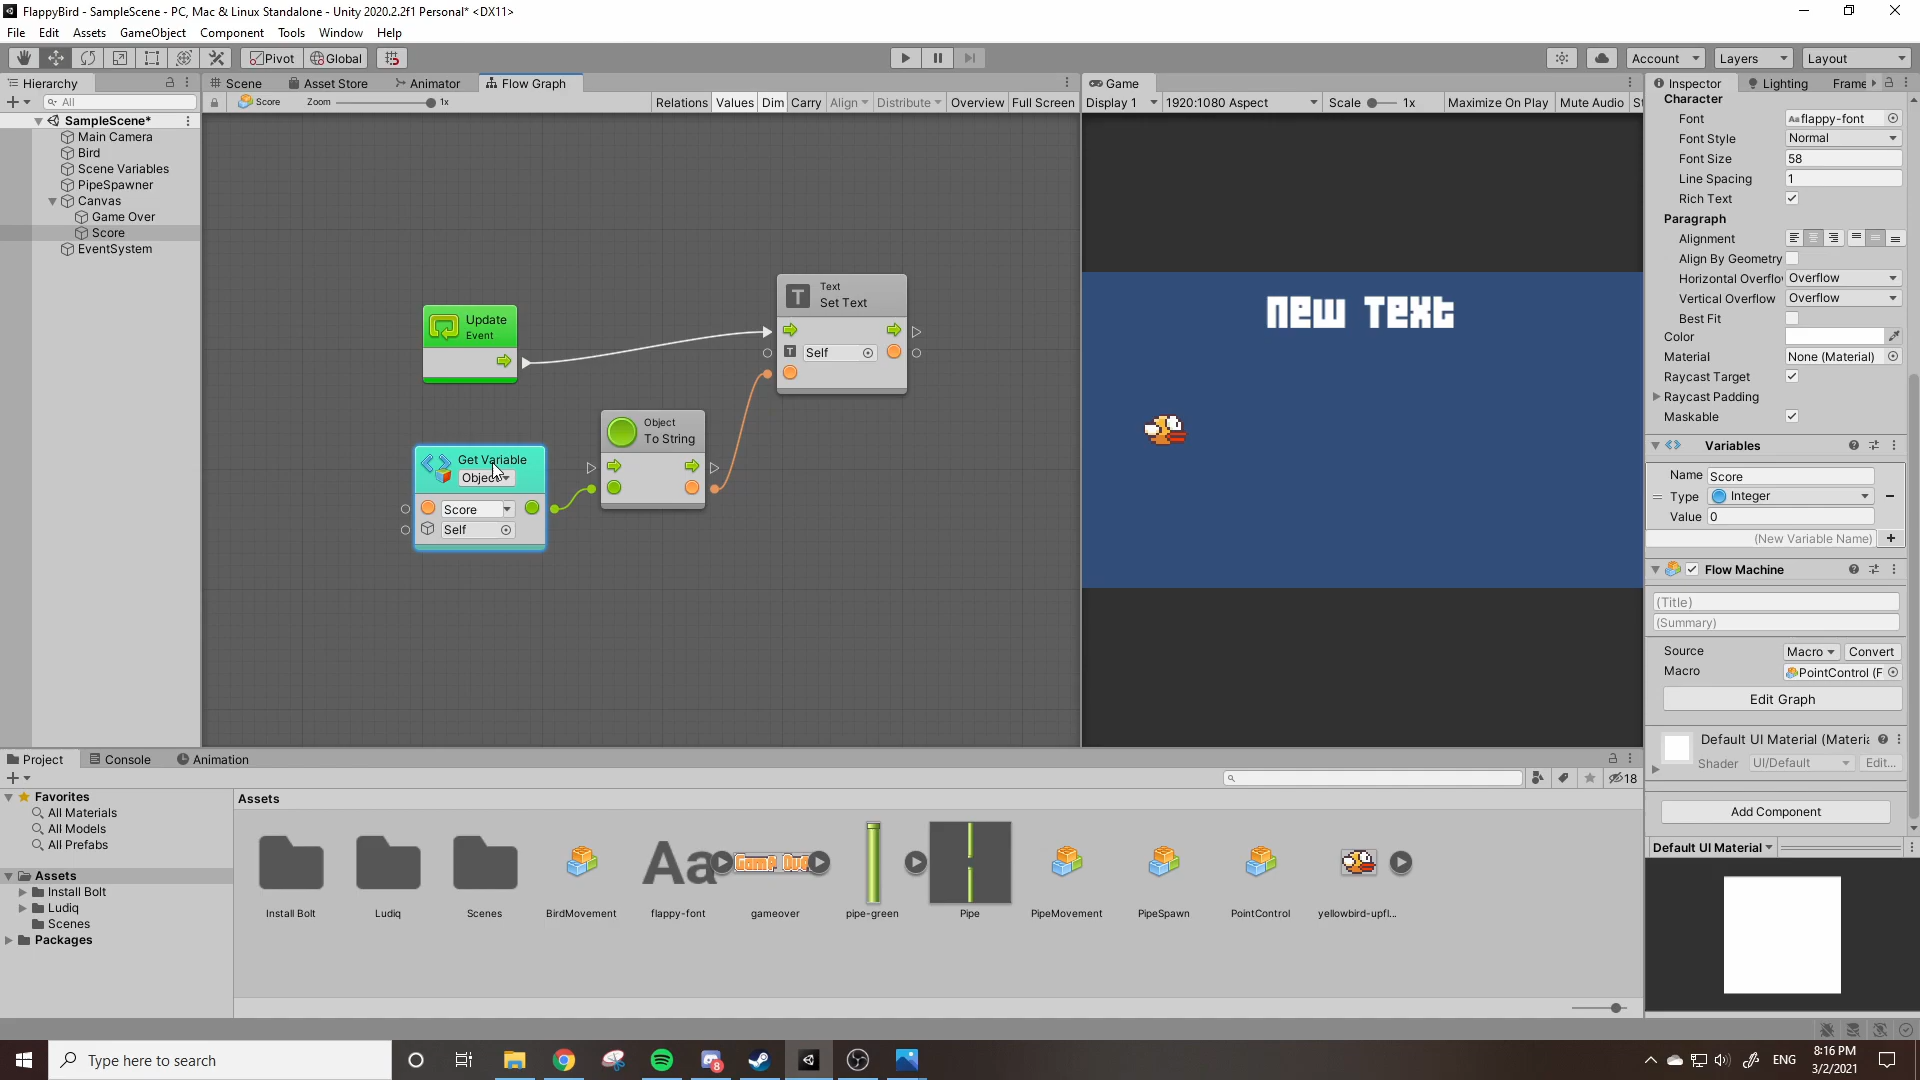 FlappyBird - SampleScene - PC, Mac & Linux Standalone - Unity 2020.2.2f1 Personal* <DX11>
File Edit Assets GameObject Component Tools Window Help
Pivot Global Account Layers Layout
Hierarchy
All
SampleScene*
Main Camera
Bird
Scene Variables
PipeSpawner
Canvas
Game Over
Score
EventSystem
Scene Asset Store Animator Flow Graph
Score Zoom 1x Relations Values Dim Carry Align Distribute Overview Full Screen
Update
Event
Text
Set Text
Self
Object
To String
Get Variable
Object
Score
Self
Game
Display 1 1920:1080 Aspect Scale 1x Maximize On Play Mute Audio St
New Text
Inspector Lighting Frame
Character
Font flappy-font
Font Style Normal
Font Size 58
Line Spacing 1
Rich Text
Paragraph
Alignment
Align By Geometry
Horizontal Overflo Overflow
Vertical Overflow Overflow
Best Fit
Color
Material None (Material)
Raycast Target
Raycast Padding
Maskable
Variables
Name Score
Type Integer
Value 0
(New Variable Name)
Flow Machine
(Title)
(Summary)
Source Macro Convert
Macro PointControl (F
Edit Graph
Default UI Material (Materia
Shader UI/Default Edit...
Add Component
Default UI Material
Project Console Animation
18
Favorites
All Materials
All Models
All Prefabs
Assets
Install Bolt
Ludiq
Scenes
Packages
Assets
Aa
Game Over
Install Bolt Ludiq Scenes BirdMovement flappy-font gameover pipe-green Pipe PipeMovement PipeSpawn PointControl yellowbird-upfl...
Type here to search
8
ENG
8:16 PM
3/2/2021